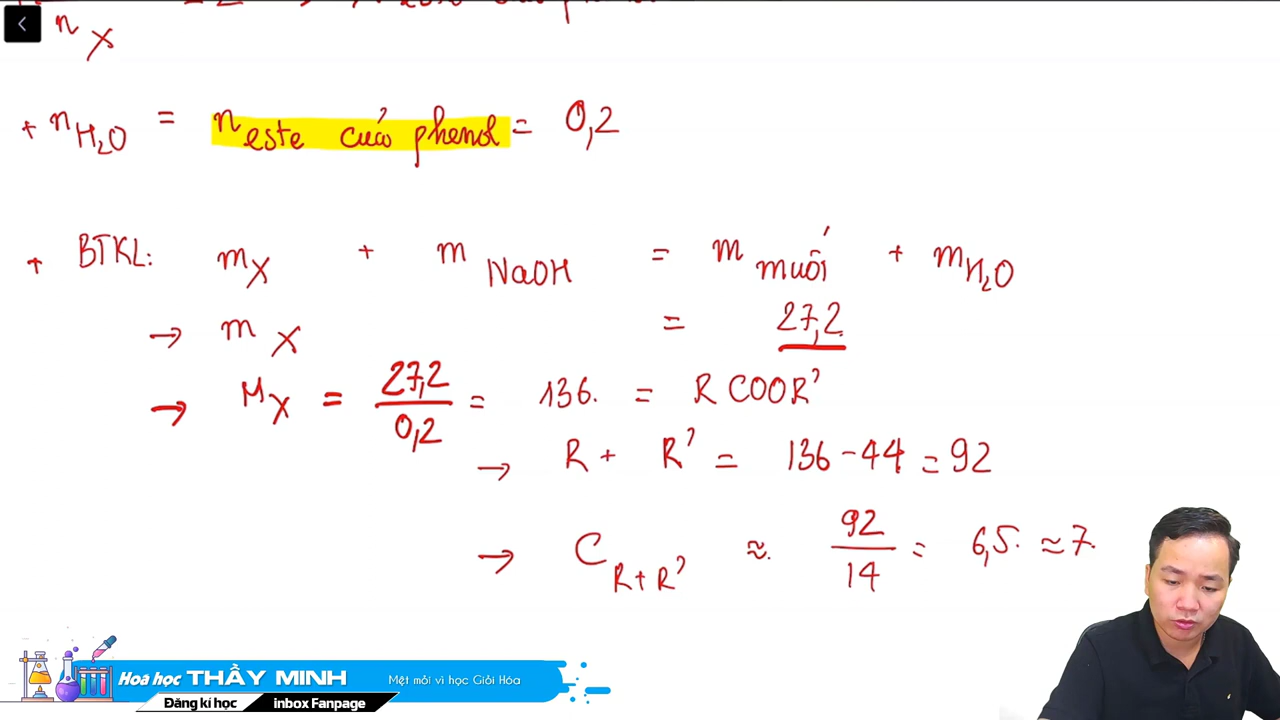 n X
+ n H₂O = n este của phenol = 0,2
+ BTKL: m X + m NaOH = m muối + m H₂O
→ m X = 27,2
→ M X = 27,2 / 0,2 = 136. = R COOR'
→ R + R' = 136 - 44 = 92
→ C R+R' ≈ 92 / 14 = 6,5. ≈ 7.
Hoá học THẦY MINH
Mệt mỏi vì học Giỏi Hóa
Đăng kí học inbox Fanpage